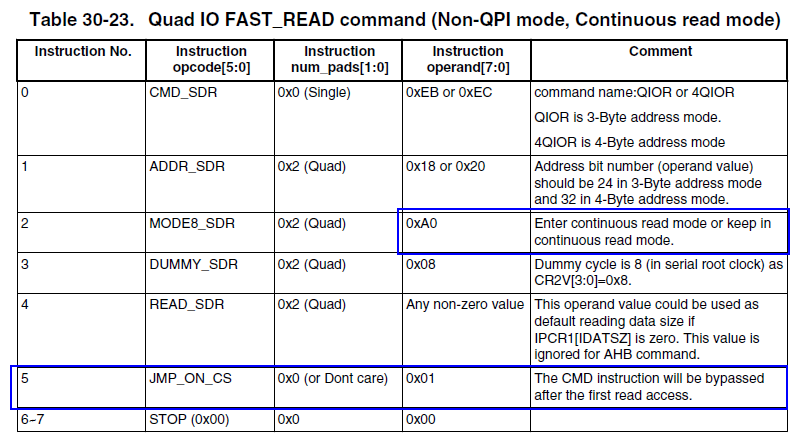 Table 30-23. Quad IO FAST_READ command (Non-QPI mode, Continuous read mode)
Instruction No. Instruction opcode[5:0] Instruction num_pads[1:0] Instruction operand[7:0] Comment
0 CMD_SDR 0x0 (Single) 0xEB or 0xEC command name:QIOR or 4QIOR
QIOR is 3-Byte address mode.
4QIOR is 4-Byte address mode
1 ADDR_SDR 0x2 (Quad) 0x18 or 0x20 Address bit number (operand value)
should be 24 in 3-Byte address mode
and 32 in 4-Byte address mode.
2 MODE8_SDR 0x2 (Quad) 0xA0 Enter continuous read mode or keep in
continuous read mode.
3 DUMMY_SDR 0x2 (Quad) 0x08 Dummy cycle is 8 (in serial root clock) as
CR2V[3:0]=0x8.
4 READ_SDR 0x2 (Quad) Any non-zero value This operand value could be used as
default reading data size if
IPCR1[IDATSZ] is zero. This value is
ignored for AHB command.
5 JMP_ON_CS 0x0 (or Dont care) 0x01 The CMD instruction will be bypassed
after the first read access.
6~7 STOP (0x00) 0x0 0x00